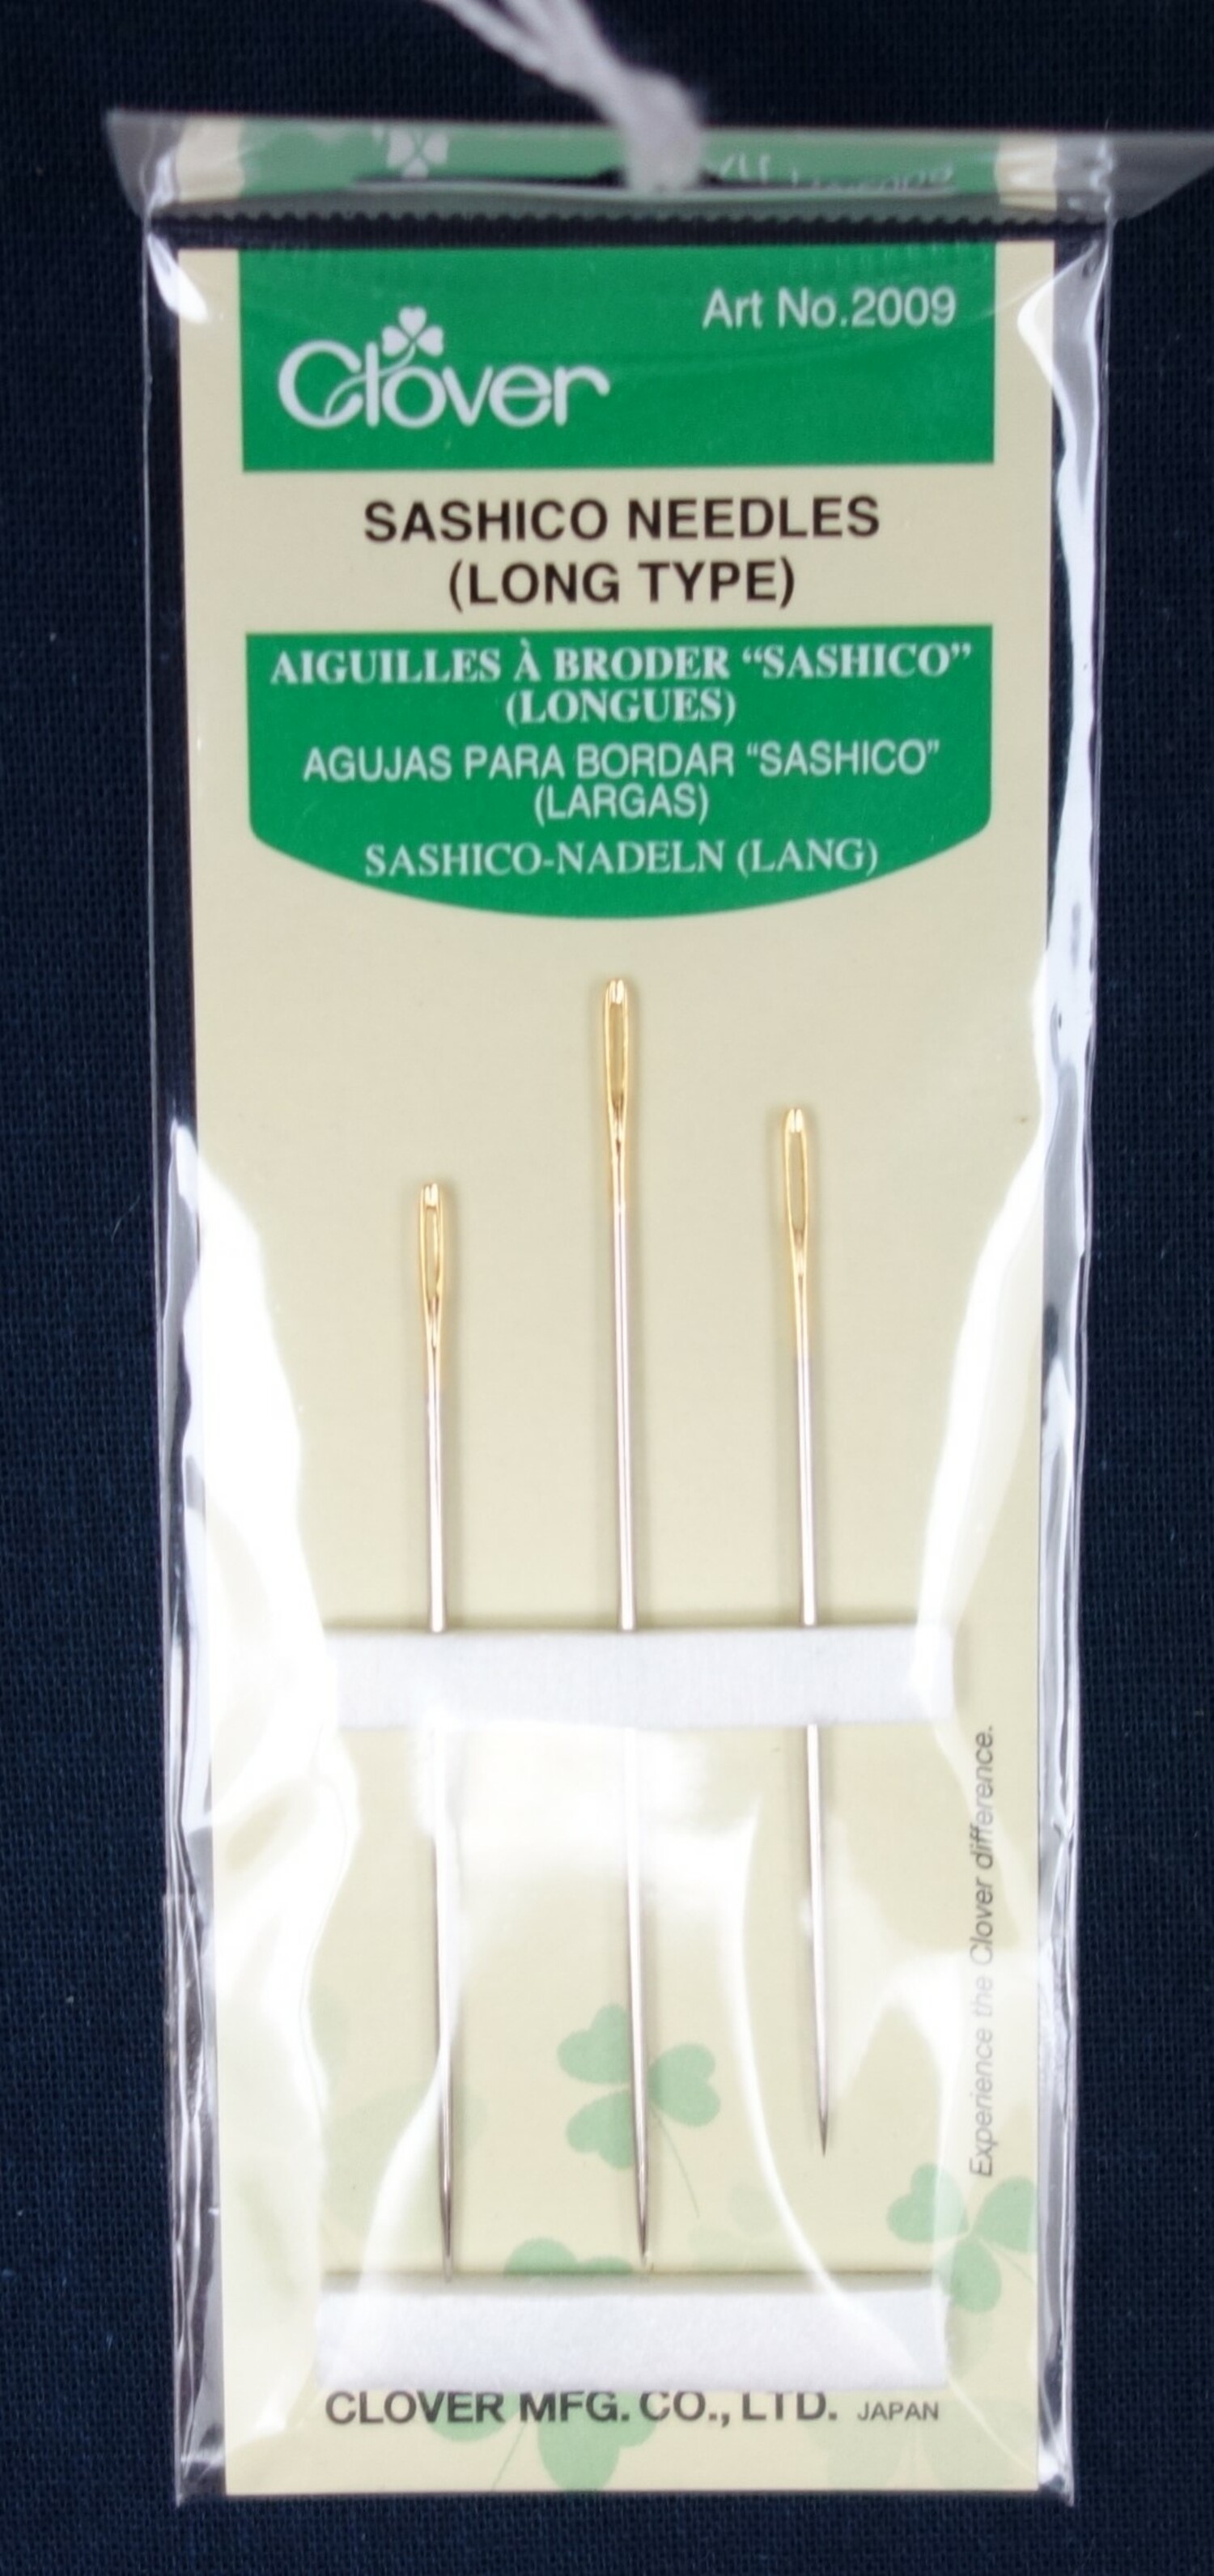 Art No.2009
Clover
SASHICO NEEDLES
(LONG TYPE)
AIGUILLES À BRODER “SASHICO”
(LONGUES)
AGUJAS PARA BORDAR “SASHICO”
(LARGAS)
SASHICO-NADELN (LANG)
Experience the Clover difference.
CLOVER MFG. CO., LTD. JAPAN